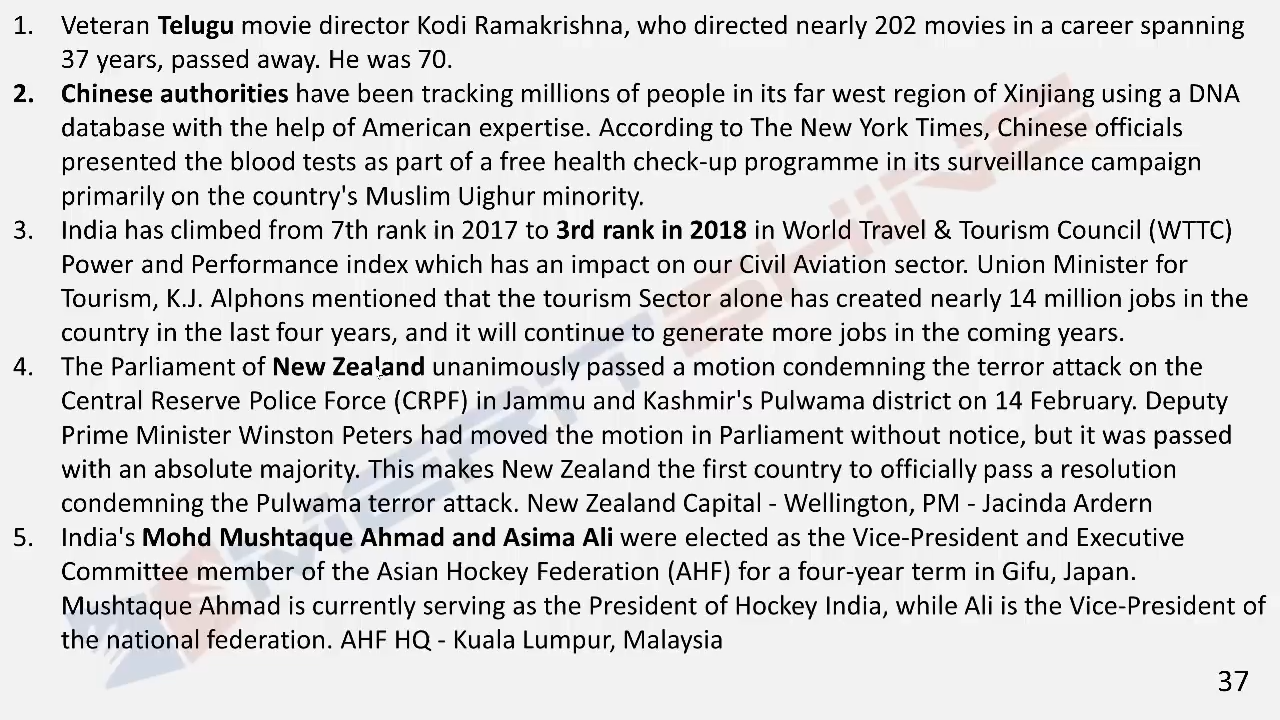 1. Veteran Telugu movie director Kodi Ramakrishna, who directed nearly 202 movies in a career spanning
37 years, passed away. He was 70.
2. Chinese authorities have been tracking millions of people in its far west region of Xinjiang using a DNA
database with the help of American expertise. According to The New York Times, Chinese officials
presented the blood tests as part of a free health check-up programme in its surveillance campaign
primarily on the country's Muslim Uighur minority.
3. India has climbed from 7th rank in 2017 to 3rd rank in 2018 in World Travel & Tourism Council (WTTC)
Power and Performance index which has an impact on our Civil Aviation sector. Union Minister for
Tourism, K.J. Alphons mentioned that the tourism Sector alone has created nearly 14 million jobs in the
country in the last four years, and it will continue to generate more jobs in the coming years.
4. The Parliament of New Zealand unanimously passed a motion condemning the terror attack on the
Central Reserve Police Force (CRPF) in Jammu and Kashmir's Pulwama district on 14 February. Deputy
Prime Minister Winston Peters had moved the motion in Parliament without notice, but it was passed
with an absolute majority. This makes New Zealand the first country to officially pass a resolution
condemning the Pulwama terror attack. New Zealand Capital - Wellington, PM - Jacinda Ardern
5. India's Mohd Mushtaque Ahmad and Asima Ali were elected as the Vice-President and Executive
Committee member of the Asian Hockey Federation (AHF) for a four-year term in Gifu, Japan.
Mushtaque Ahmad is currently serving as the President of Hockey India, while Ali is the Vice-President of
the national federation. AHF HQ - Kuala Lumpur, Malaysia
37
MERIT SHINE